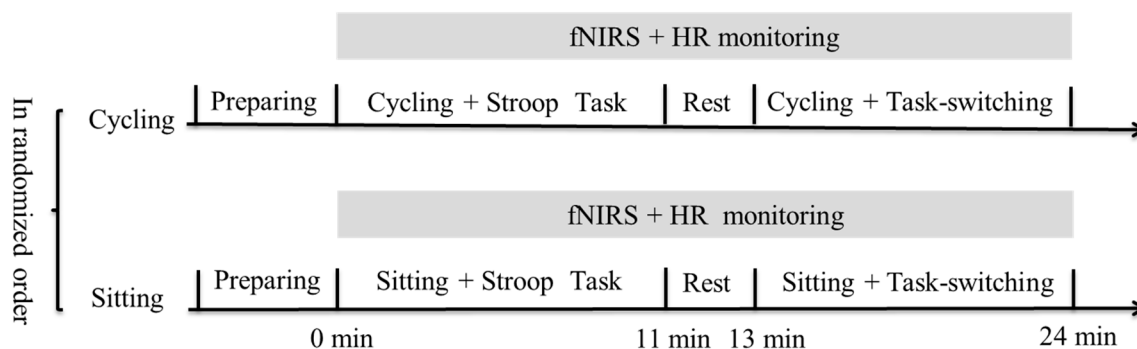 fNIRS + HR monitoring
In randomized order
Cycling
Preparing
Cycling + Stroop Task
Rest
Cycling + Task-switching
fNIRS + HR monitoring
Sitting
Preparing
Sitting + Stroop Task
Rest
Sitting + Task-switching
0 min
11 min
13 min
24 min